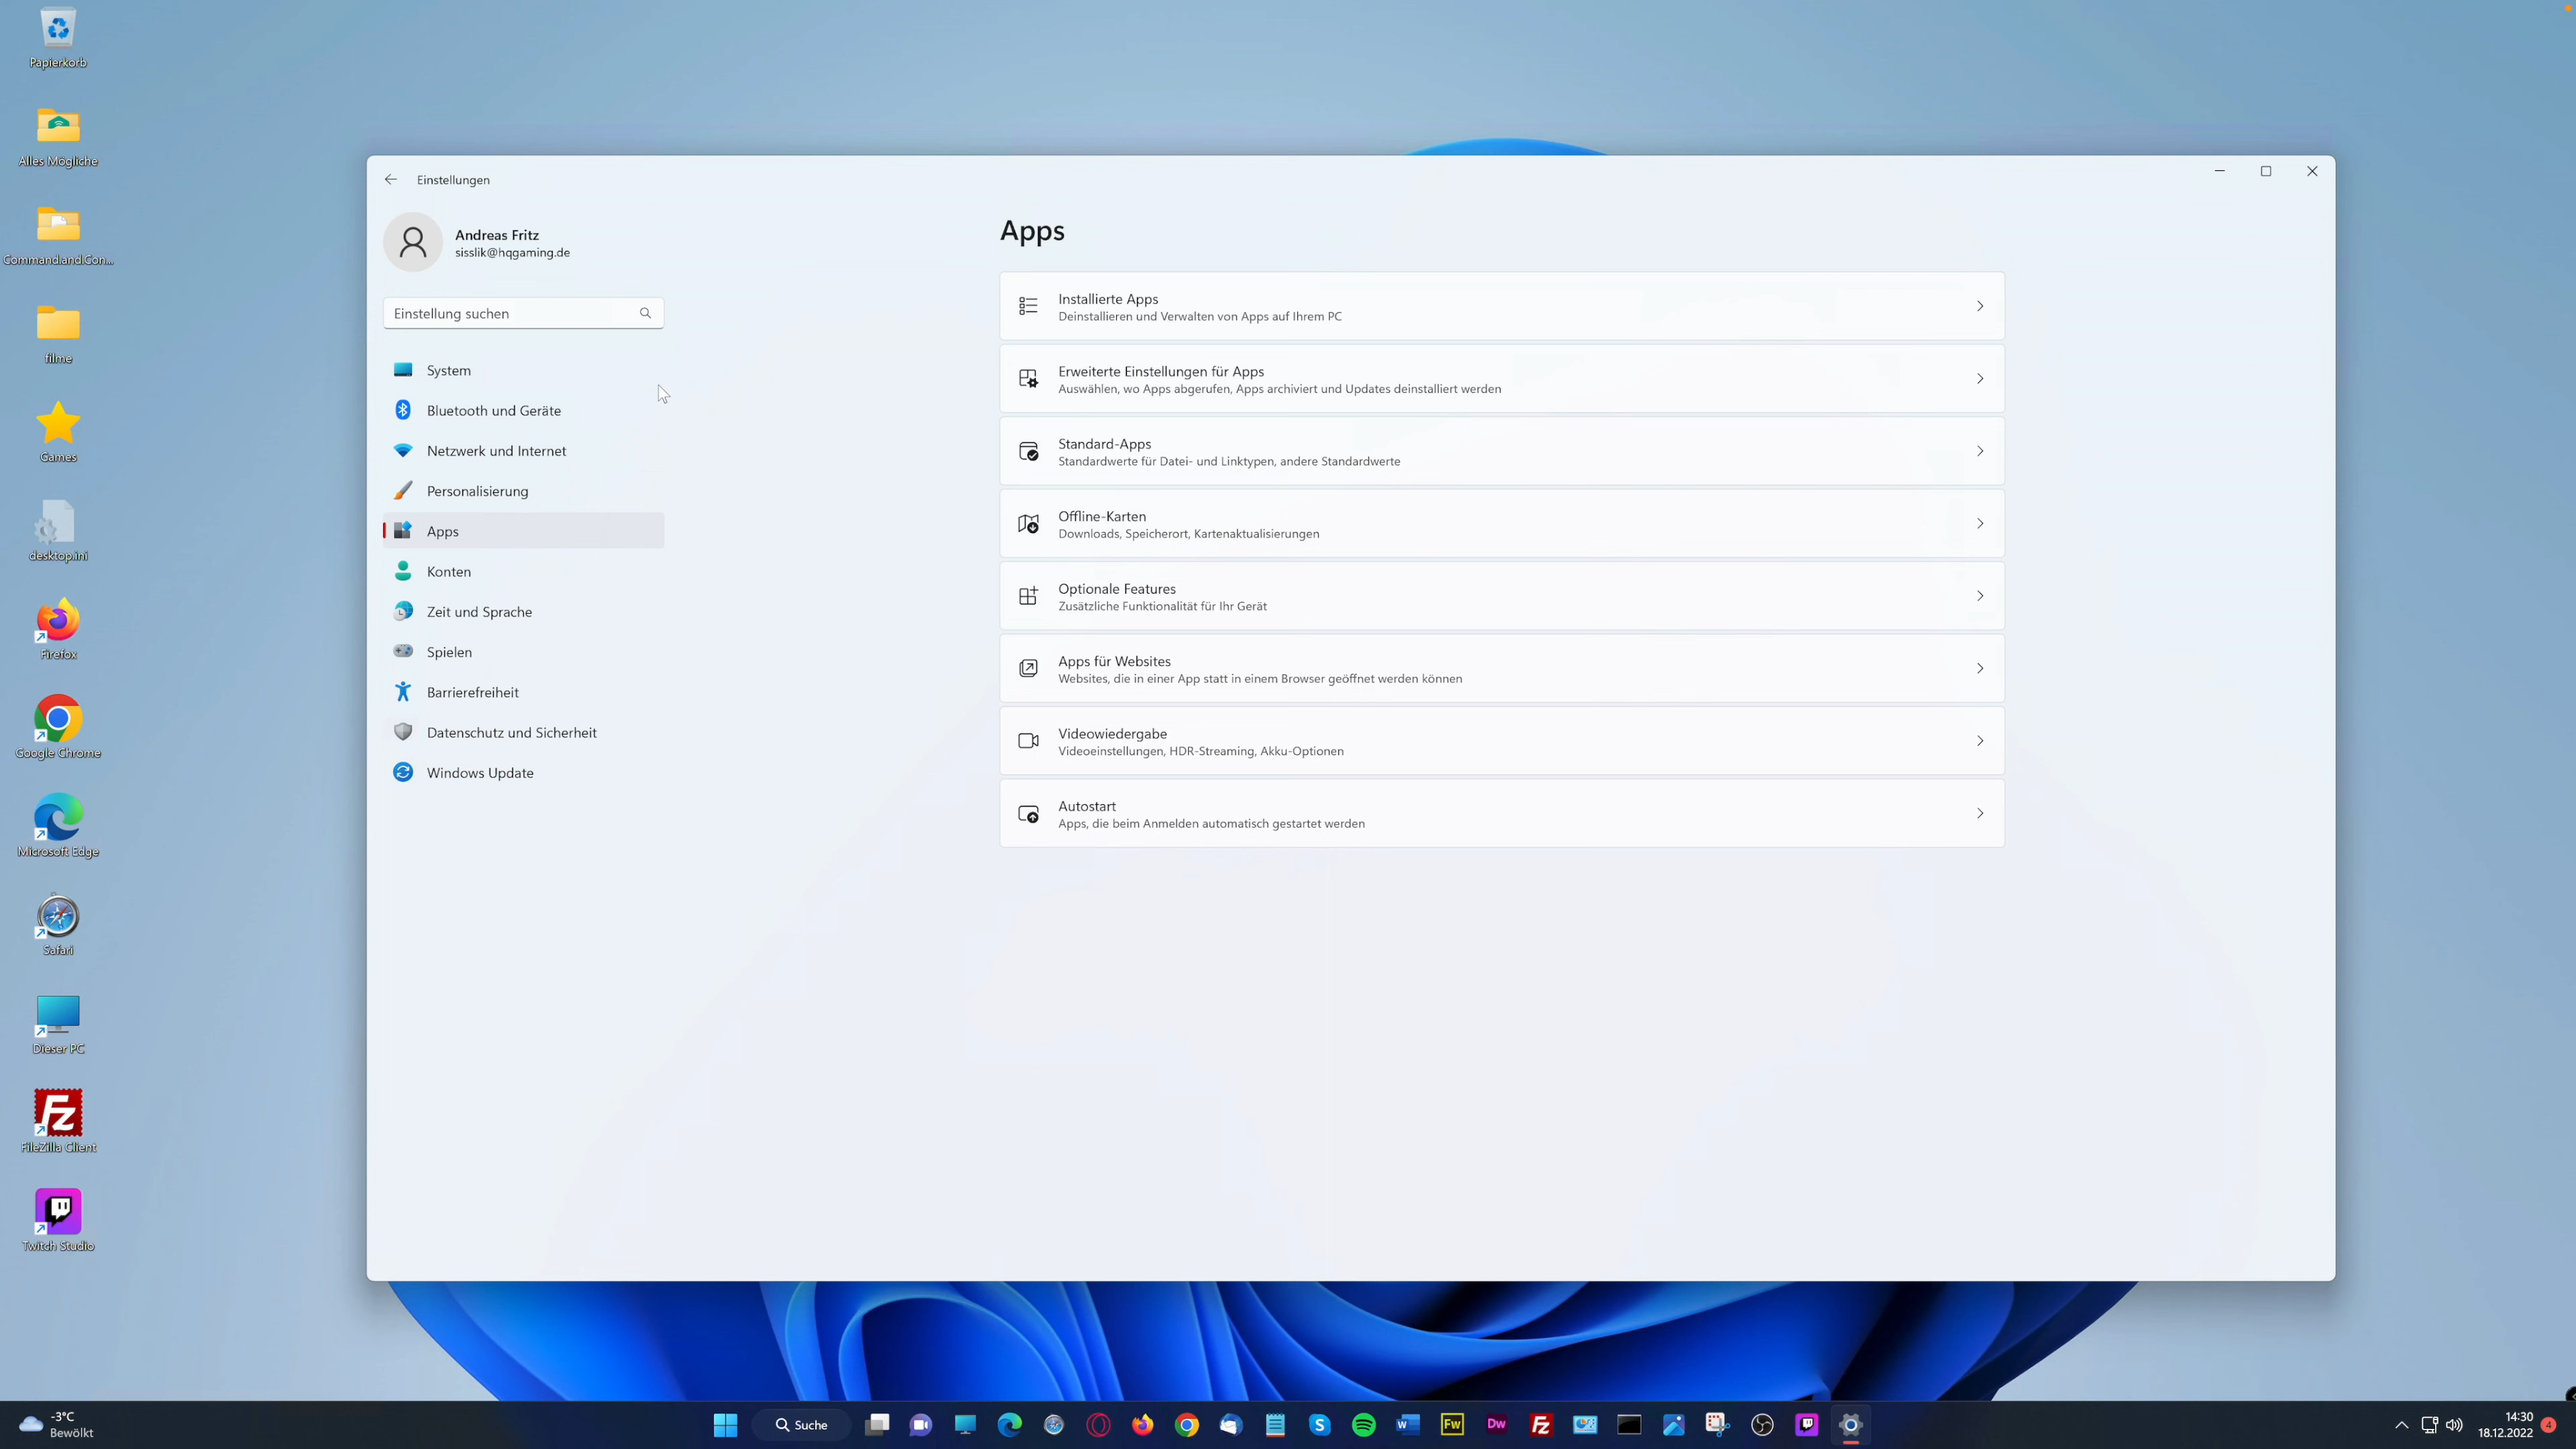 Papierkorb
Alles Mögliche
Command.and.Con...
filme
Games
desktop.ini
Firefox
Google Chrome
Microsoft Edge
Safari
Dieser PC
FileZilla Client
Twitch Studio
Einstellungen
Andreas Fritz
sisslik@hqgaming.de
Einstellung suchen
System
Bluetooth und Geräte
Netzwerk und Internet
Personalisierung
Apps
Konten
Zeit und Sprache
Spielen
Barrierefreiheit
Datenschutz und Sicherheit
Windows Update
Apps
Installierte Apps
Deinstallieren und Verwalten von Apps auf Ihrem PC
Erweiterte Einstellungen für Apps
Auswählen, wo Apps abgerufen, Apps archiviert und Updates deinstalliert werden
Standard-Apps
Standardwerte für Datei- und Linktypen, andere Standardwerte
Offline-Karten
Downloads, Speicherort, Kartenaktualisierungen
Optionale Features
Zusätzliche Funktionalität für Ihr Gerät
Apps für Websites
Websites, die in einer App statt in einem Browser geöffnet werden können
Videowiedergabe
Videoeinstellungen, HDR-Streaming, Akku-Optionen
Autostart
Apps, die beim Anmelden automatisch gestartet werden
-3°C
Bewölkt
Suche
Fw
Dw
14:30
18.12.2022
4